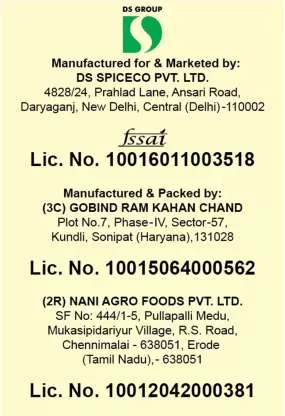 DS GROUP
Manufactured for & Marketed by:
DS SPICECO PVT. LTD.
4828/24, Prahlad Lane, Ansari Road,
Daryaganj, New Delhi, Central (Delhi)-110002
fssai
Lic. No. 10016011003518
Manufactured & Packed by:
(3C) GOBIND RAM KAHAN CHAND
Plot No.7, Phase-IV, Sector-57,
Kundli, Sonipat (Haryana),131028
Lic. No. 10015064000562
(2R) NANI AGRO FOODS PVT. LTD.
SF No: 444/1-5, Pullapalli Medu,
Mukasipidariyur Village, R.S. Road,
Chennimalai - 638051, Erode
(Tamil Nadu),- 638051
Lic. No. 10012042000381